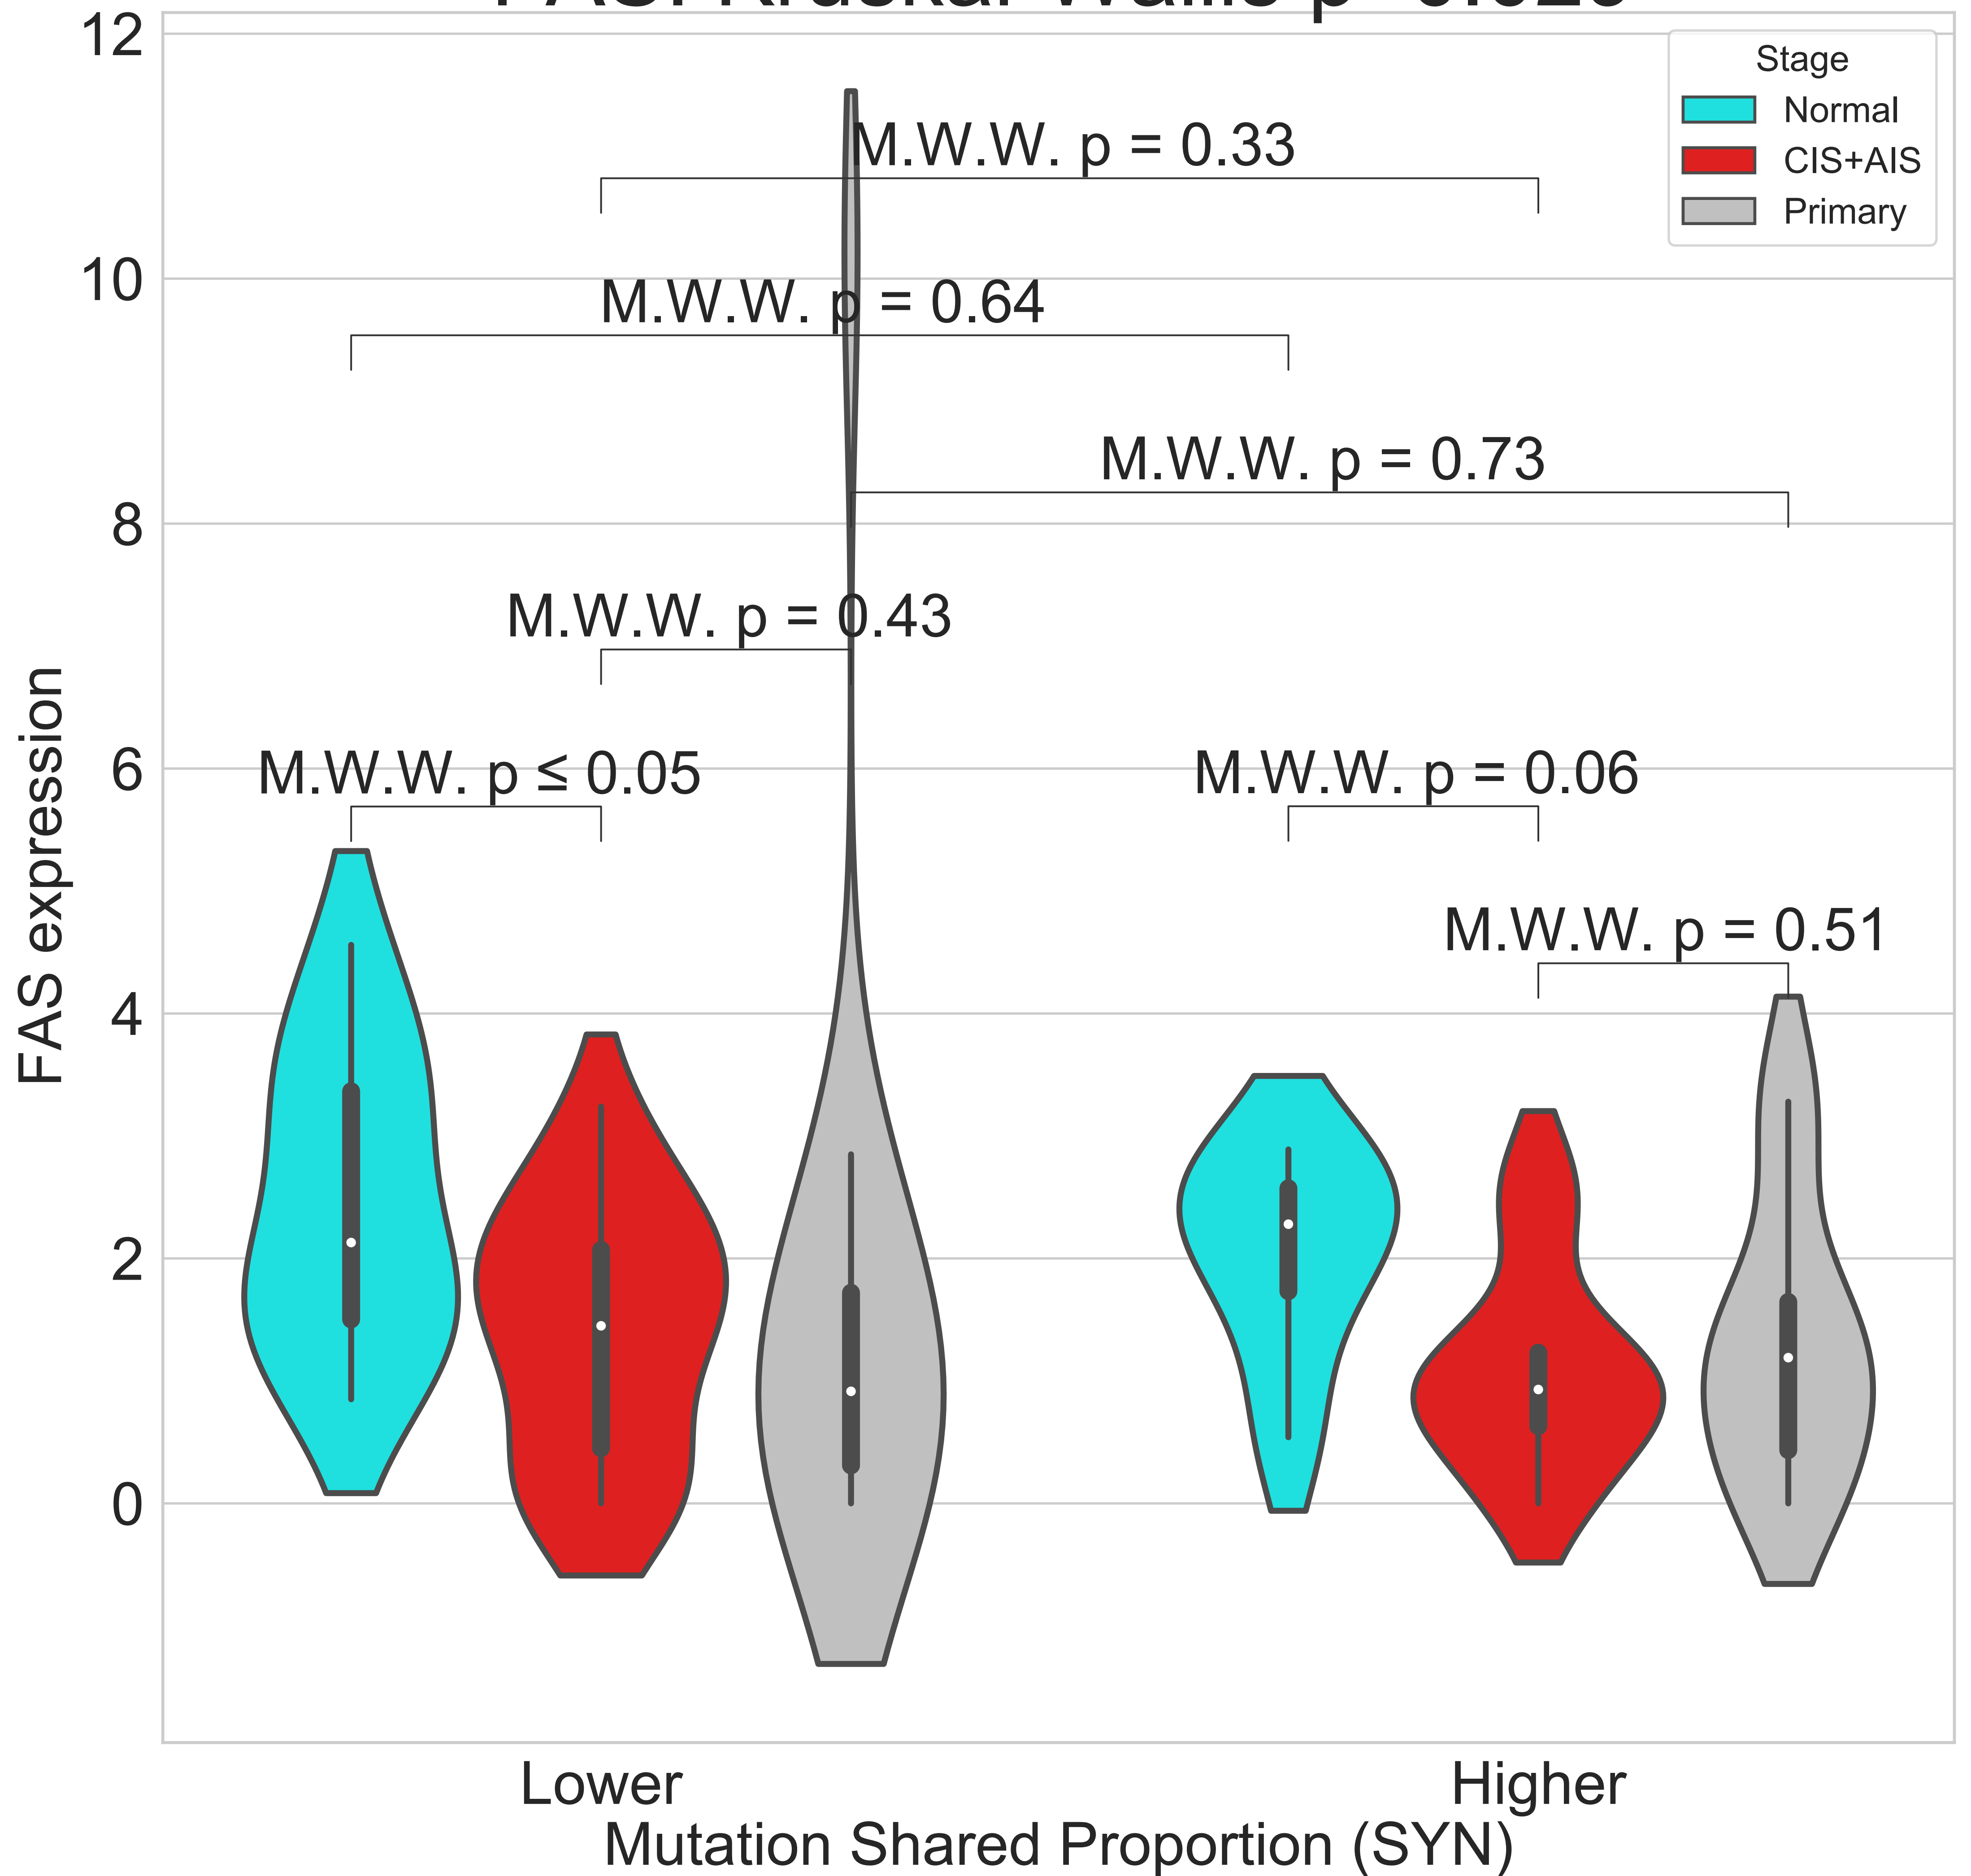 12
Stage
Normal
CIS+AIS
Primary
M.W.W. p = 0.33
10
M.W.W. p = 0.64
M.W.W. p = 0.73
8
M.W.W. p = 0.43
6
M.W.W. p ≤ 0.05
M.W.W. p = 0.06
FAS expression
M.W.W. p = 0.51
4
2
0
Lower
Higher
Mutation Shared Proportion (SYN)